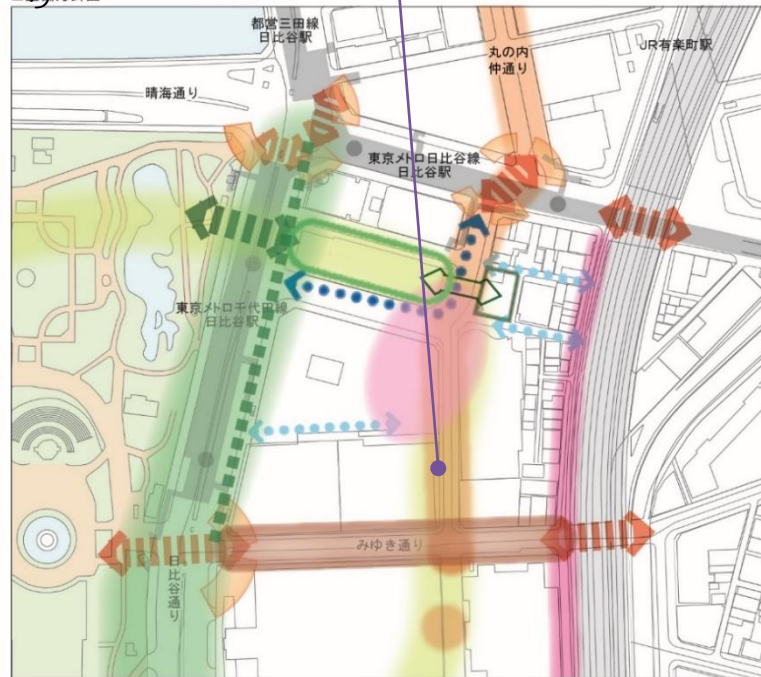 都営三田線
日比谷駅
丸の内
仲通り
JR有楽町駅
晴海通り
東京メトロ日比谷線
日比谷駅
東京メトロ千代田線
日比谷駅
みゆき通り
日比谷通り